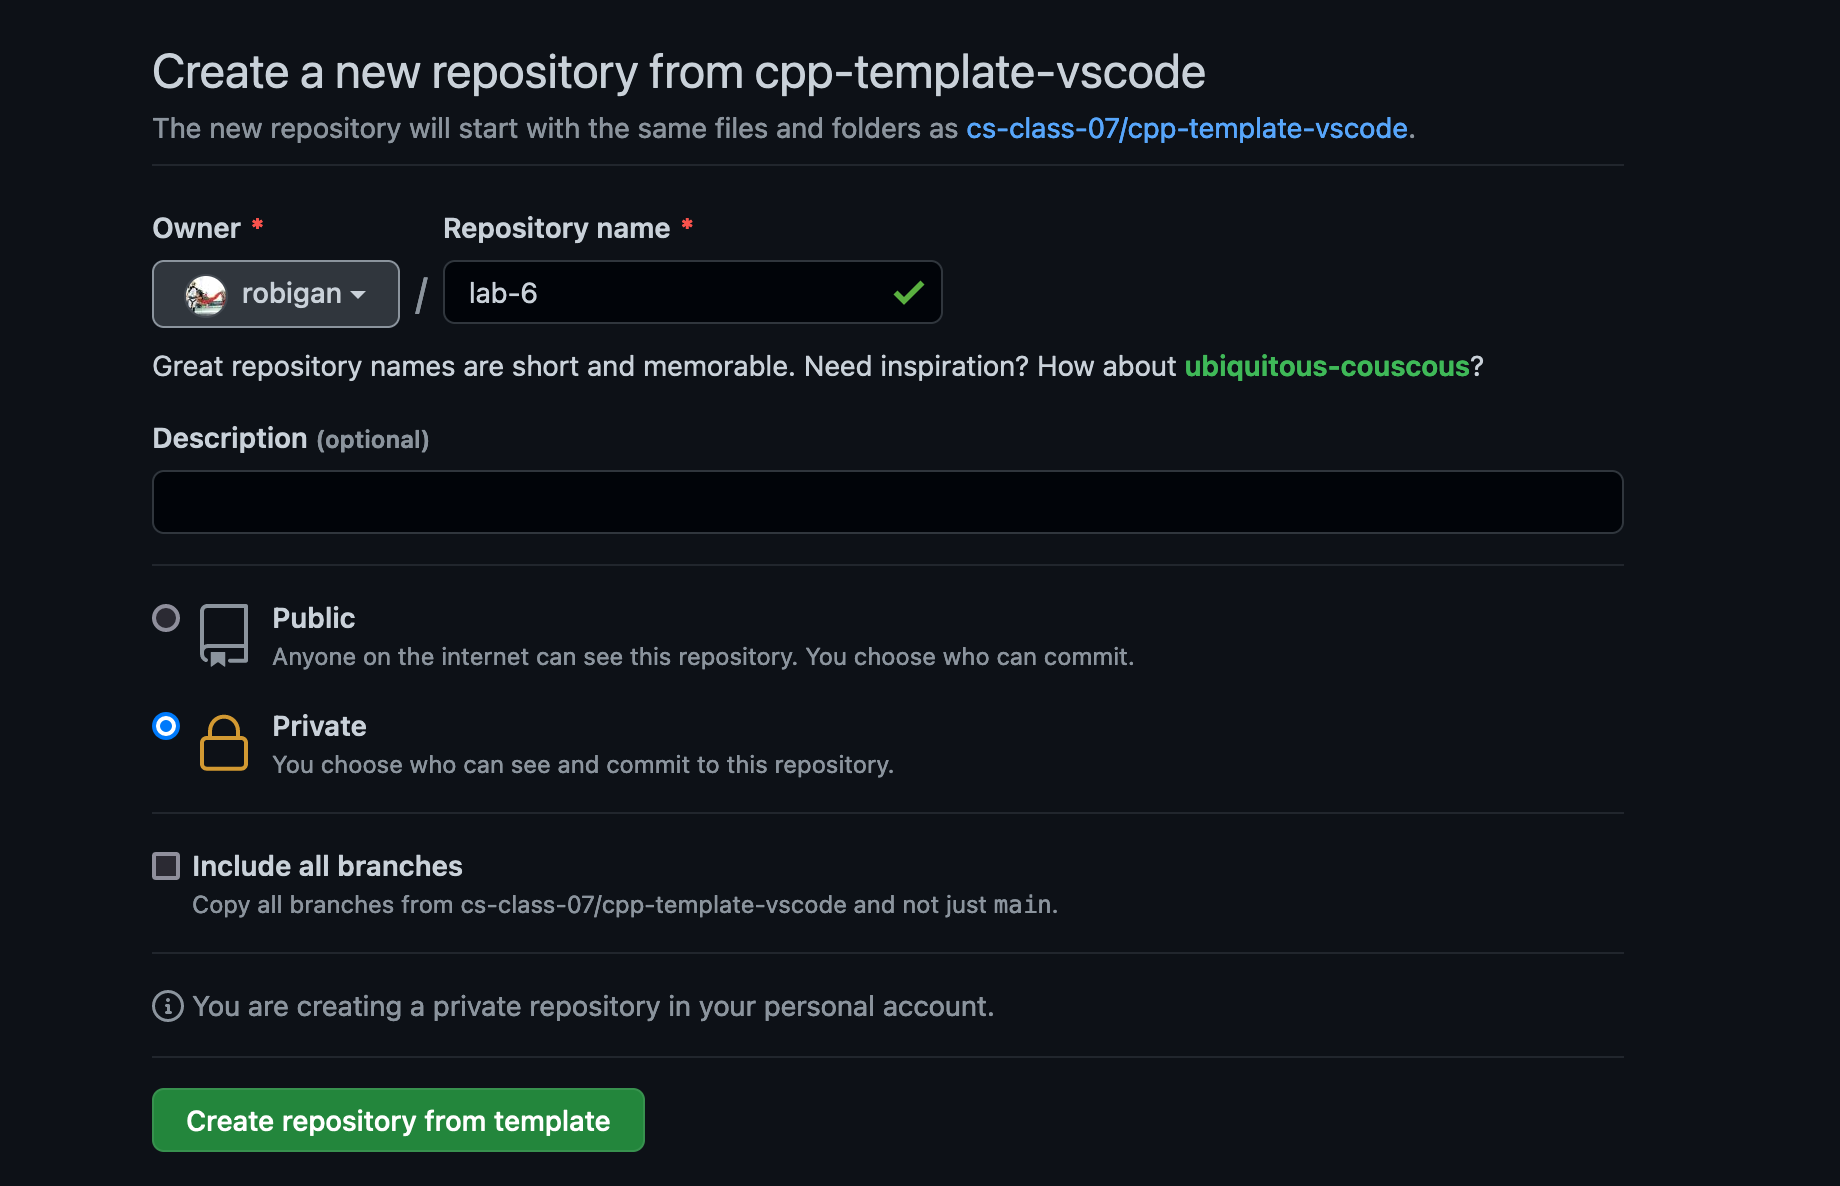 Create a new repository from cpp-template-vscode
The new repository will start with the same files and folders as cs-class-07/cpp-template-vscode.
Owner * Repository name *
robigan / lab-6
Great repository names are short and memorable. Need inspiration? How about ubiquitous-couscous?
Description (optional)
Public
Anyone on the internet can see this repository. You choose who can commit.
Private
You choose who can see and commit to this repository.
Include all branches
Copy all branches from cs-class-07/cpp-template-vscode and not just main.
You are creating a private repository in your personal account.
Create repository from template